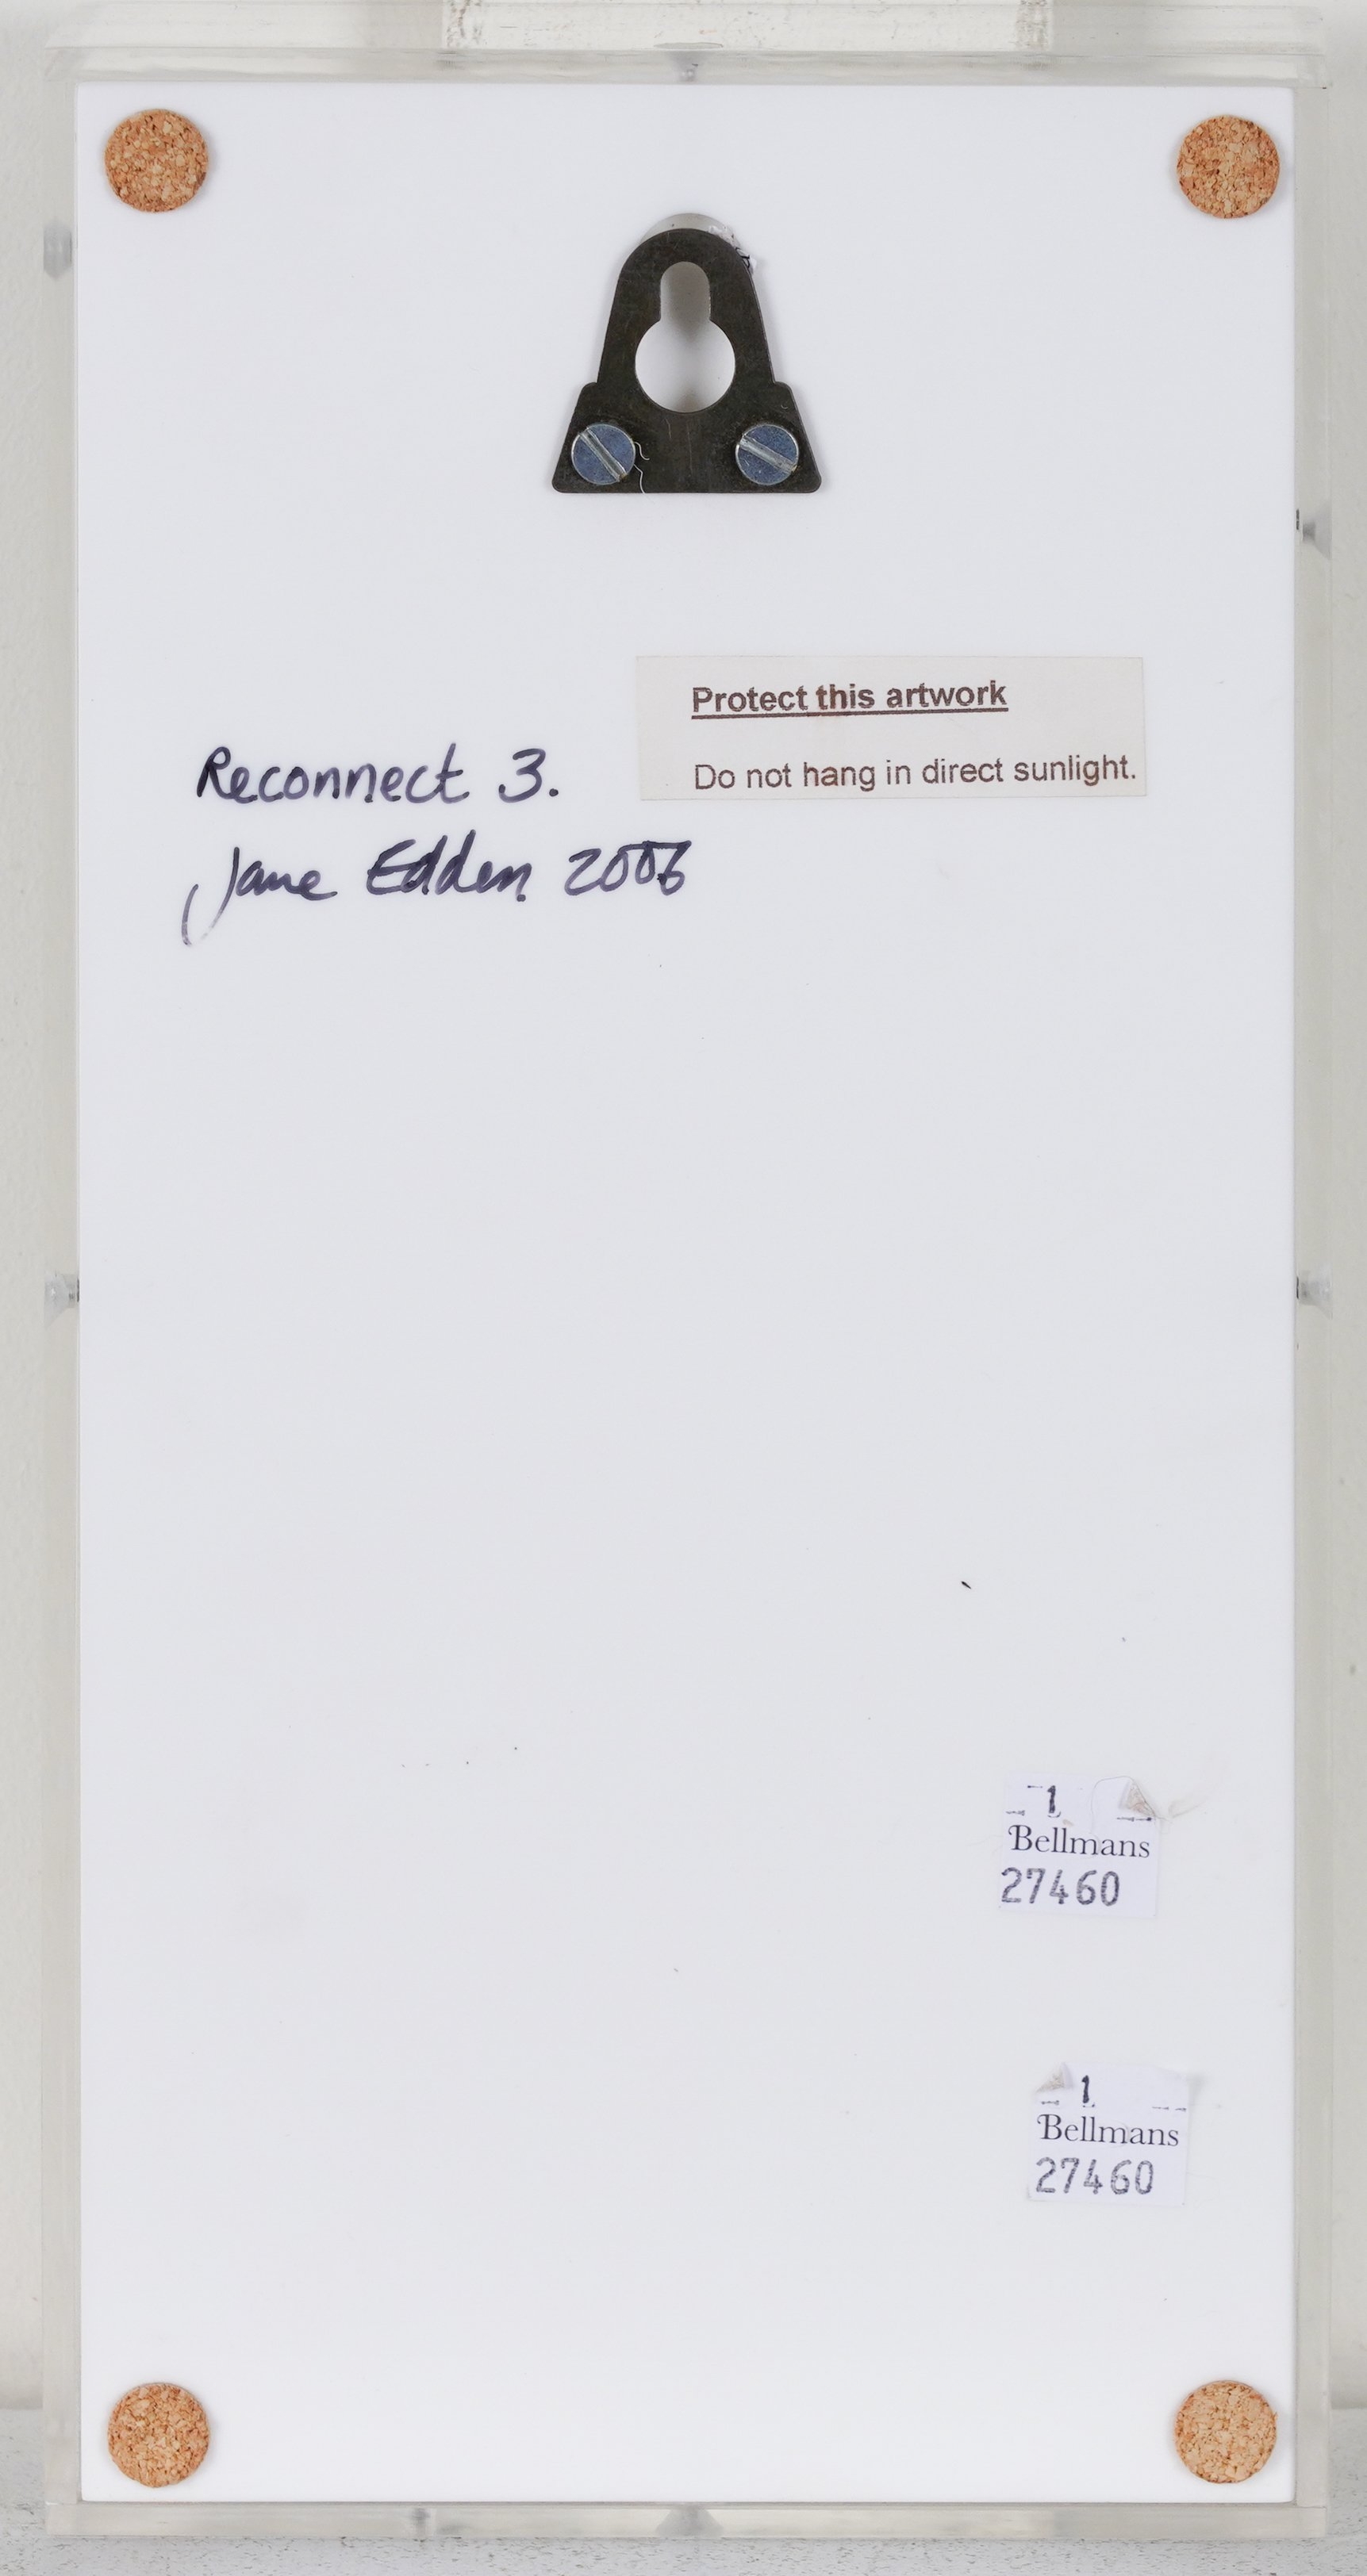 Protect this artwork
Do not hang in direct sunlight.
Reconnect 3.
Jane Edden 2006
1
Bellmans
27460
1
Bellmans
27460